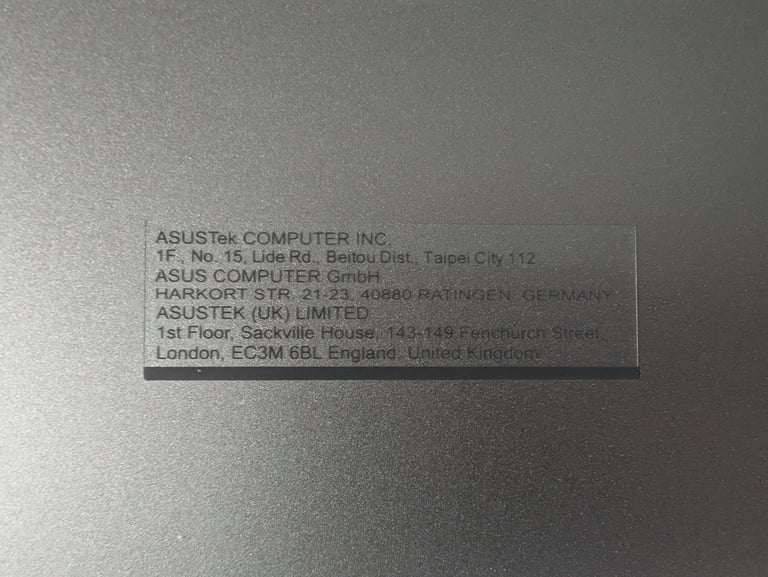 ASUSTek COMPUTER INC.
1F., No. 15, Lide Rd., Beitou Dist., Taipei City 112
ASUS COMPUTER GmbH
HARKORT STR. 21-23, 40880 RATINGEN, GERMANY
ASUSTEK (UK) LIMITED
1st Floor, Sackville House, 143-149 Fenchurch Street,
London, EC3M 6BL England, United Kingdom